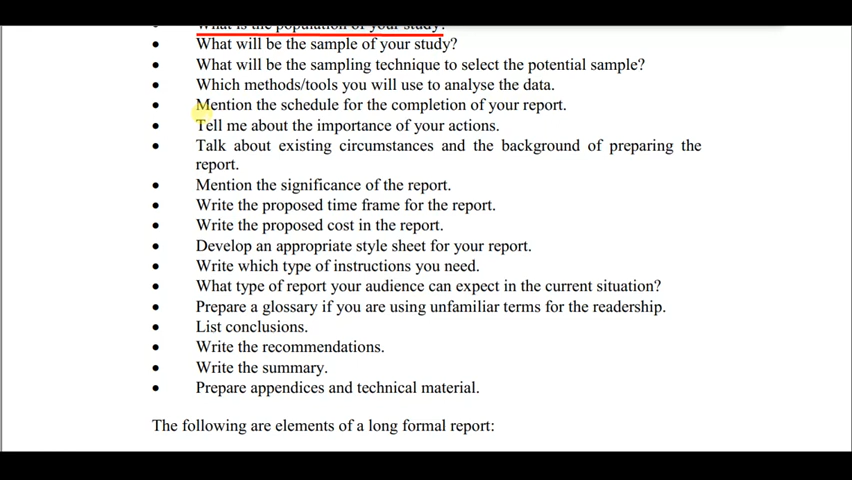 What is the population of your study?
• What will be the sample of your study?
• What will be the sampling technique to select the potential sample?
• Which methods/tools you will use to analyse the data.
• Mention the schedule for the completion of your report.
• Tell me about the importance of your actions.
• Talk about existing circumstances and the background of preparing the
report.
• Mention the significance of the report.
• Write the proposed time frame for the report.
• Write the proposed cost in the report.
• Develop an appropriate style sheet for your report.
• Write which type of instructions you need.
• What type of report your audience can expect in the current situation?
• Prepare a glossary if you are using unfamiliar terms for the readership.
• List conclusions.
• Write the recommendations.
• Write the summary.
• Prepare appendices and technical material.
The following are elements of a long formal report: